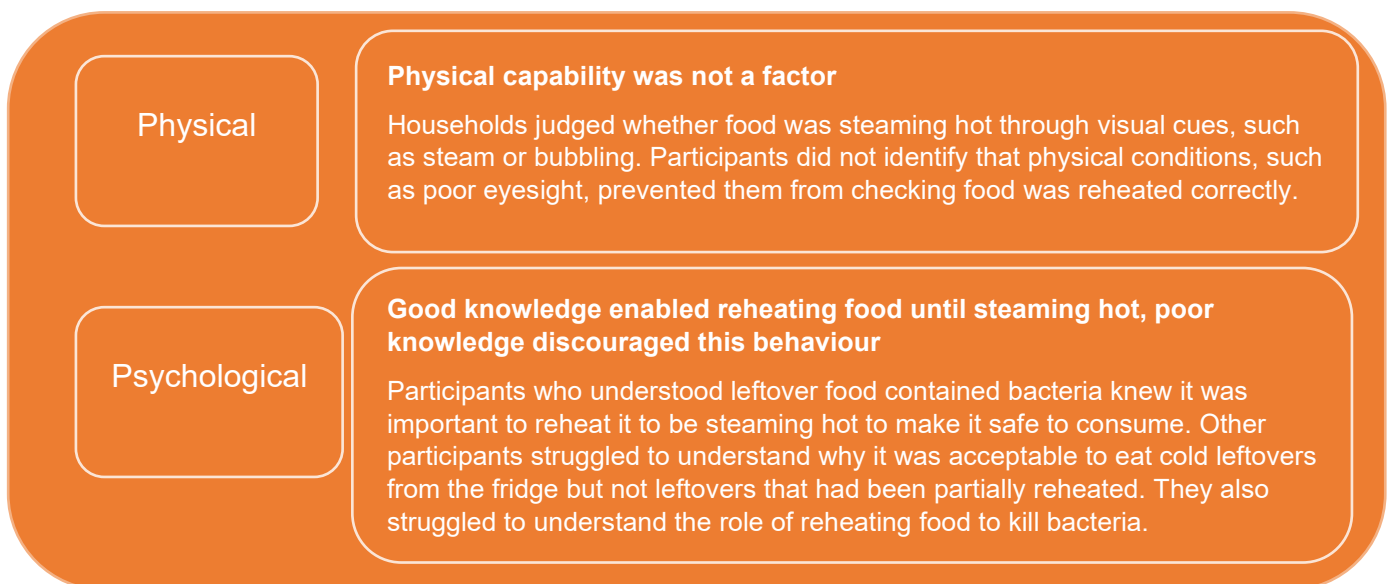 Physical
Physical capability was not a factor
Households judged whether food was steaming hot through visual cues, such
as steam or bubbling. Participants did not identify that physical conditions, such
as poor eyesight, prevented them from checking food was reheated correctly.
Psychological
Good knowledge enabled reheating food until steaming hot, poor
knowledge discouraged this behaviour
Participants who understood leftover food contained bacteria knew it was
important to reheat it to be steaming hot to make it safe to consume. Other
participants struggled to understand why it was acceptable to eat cold leftovers
from the fridge but not leftovers that had been partially reheated. They also
struggled to understand the role of reheating food to kill bacteria.